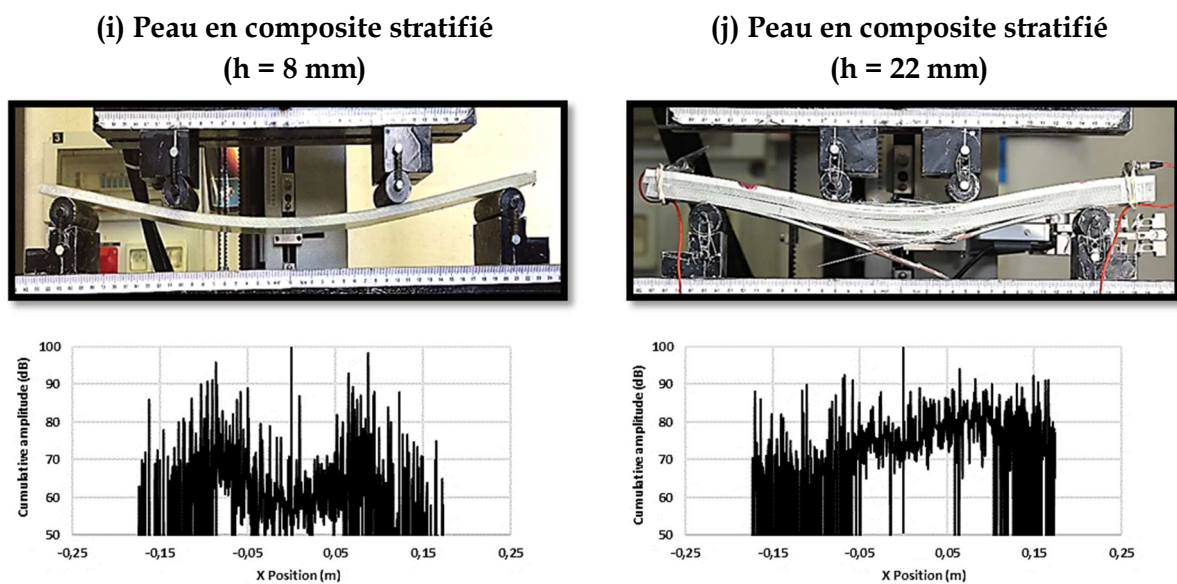 (i) Peau en composite stratifié
(h = 8 mm)
(j) Peau en composite stratifié
(h = 22 mm)
3
Cumulative amplitude (dB)
100
90
80
70
60
50
-0,25 -0,15 -0,05 0,05 0,15 0,25
X Position (m)
Cumulative amplitude (dB)
100
90
80
70
60
50
-0,25 -0,15 -0,05 0,05 0,15 0,25
X Position (m)